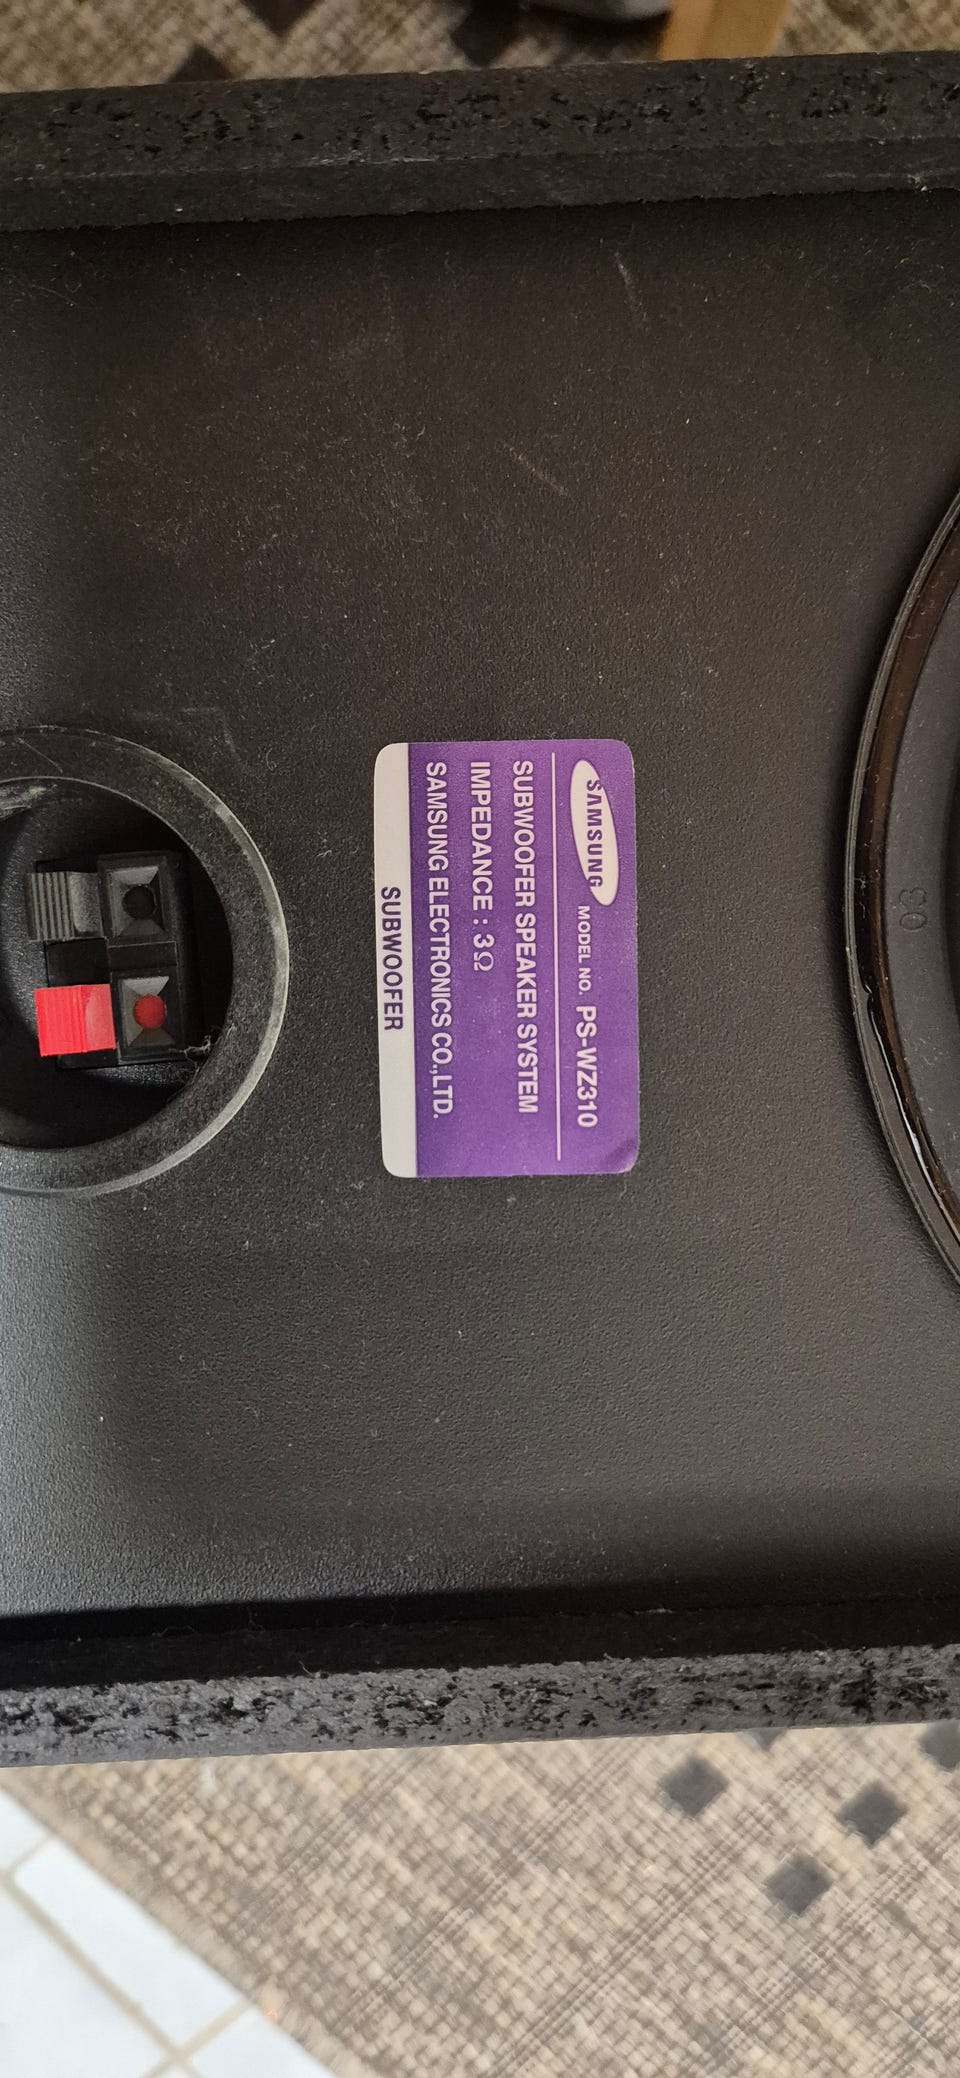 SAMSUNG MODEL NO. PS-WZ310
SUBWOOFER SPEAKER SYSTEM
IMPEDANCE : 3Ω
SAMSUNG ELECTRONICS CO.,LTD.
SUBWOOFER